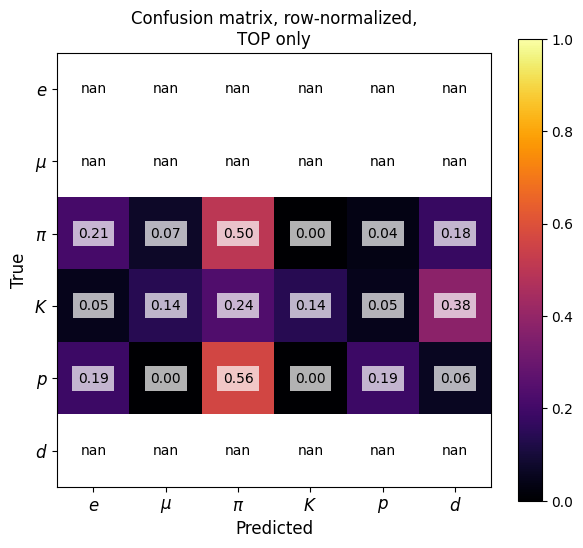 Confusion matrix, row-normalized,
TOP only
True
e nan nan nan nan nan nan
μ nan nan nan nan nan nan
π 0.21 0.07 0.50 0.00 0.04 0.18
K 0.05 0.14 0.24 0.14 0.05 0.38
p 0.19 0.00 0.56 0.00 0.19 0.06
d nan nan nan nan nan nan
e μ π K p d
Predicted
1.0
0.8
0.6
0.4
0.2
0.0